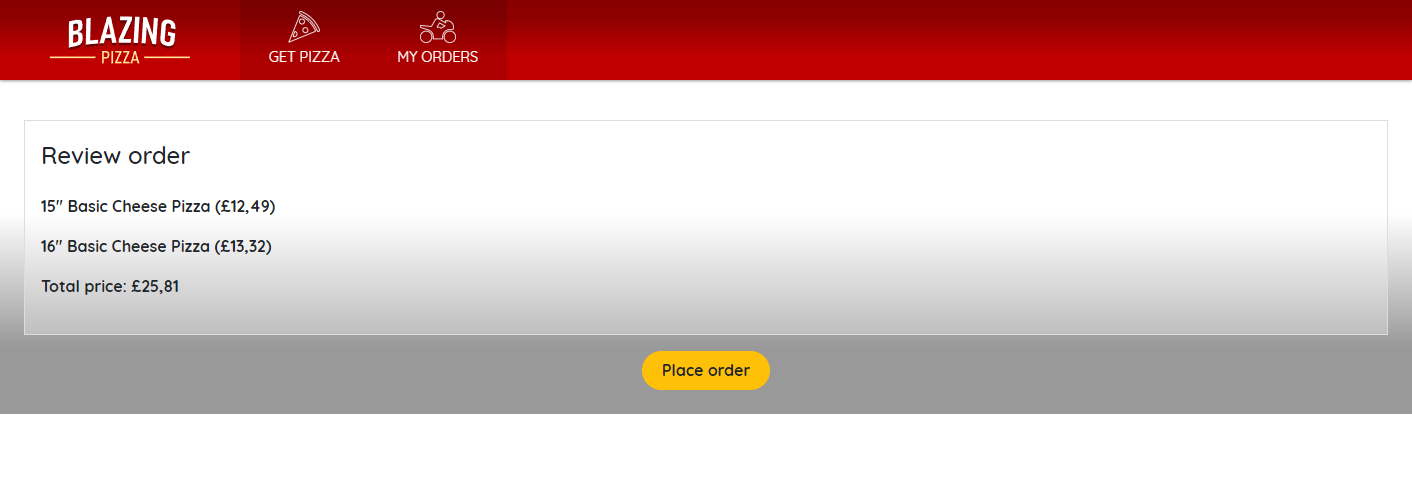 BLAZING
PIZZA
GET PIZZA
MY ORDERS
Review order
15" Basic Cheese Pizza (£12,49)
16" Basic Cheese Pizza (£13,32)
Total price: £25,81
Place order